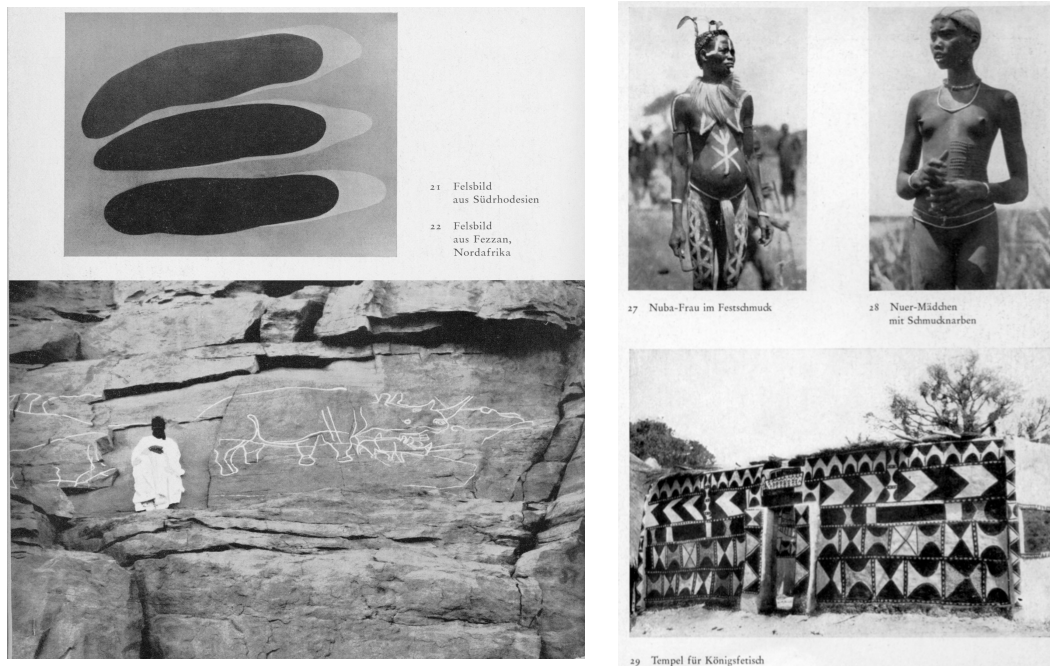 21 Felsbild
aus Südrhodesien
22 Felsbild
aus Fezzan,
Nordafrika
27 Nuba-Frau im Festschmuck
28 Nuer-Mädchen
mit Schmucknarben
29 Tempel für Königsfetisch